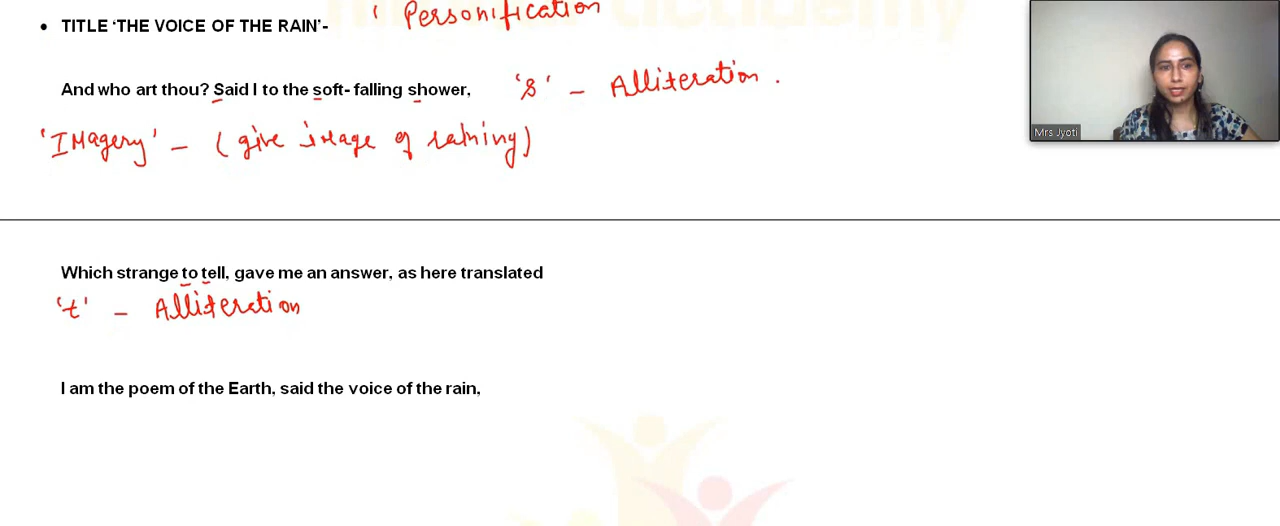 ' Personification
• TITLE ‘THE VOICE OF THE RAIN’-
And who art thou? Said I to the soft- falling shower, 's' - Alliteration .
'IMagery' - (give image of raining)
Mrs Jyoti
Which strange to tell, gave me an answer, as here translated
't' - Alliteration
I am the poem of the Earth, said the voice of the rain,